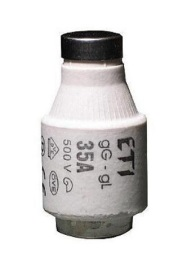 ETI
gG - gL
35A
500 V ~